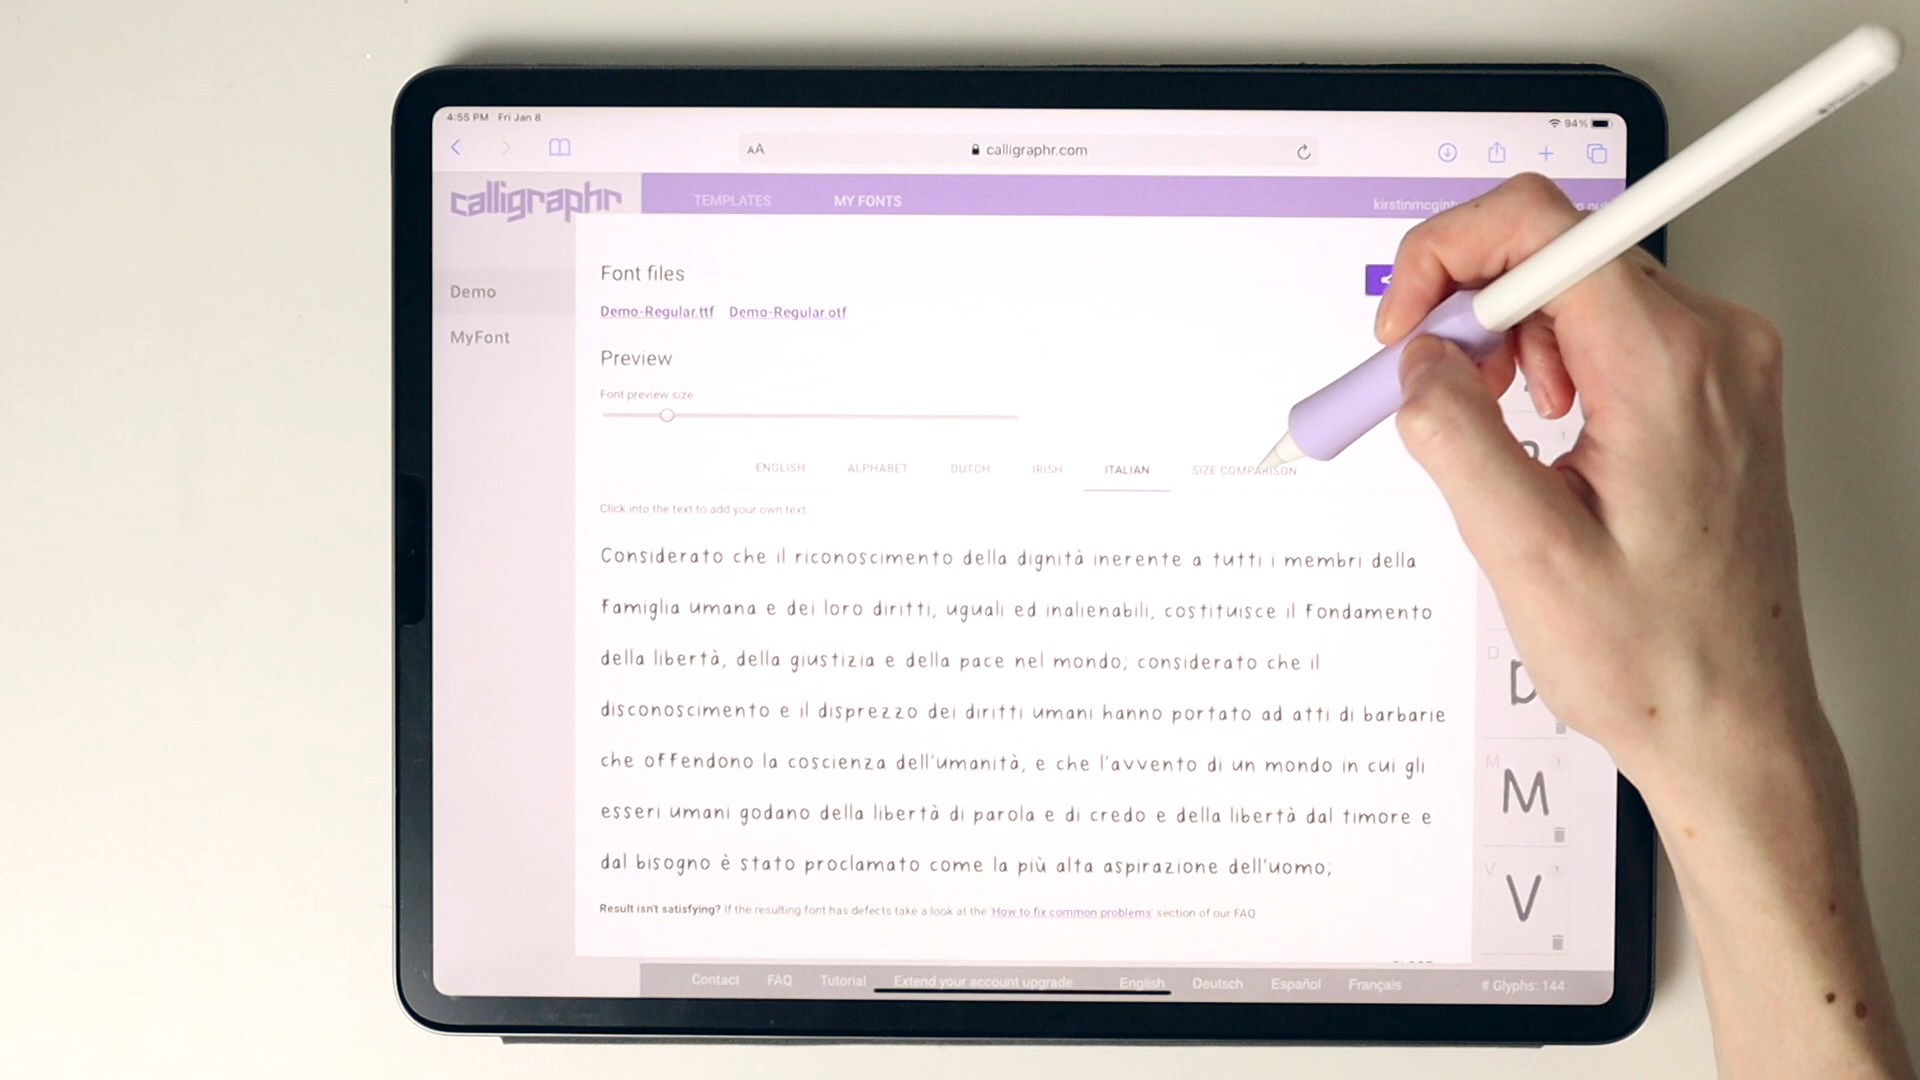 4:55 PM Fri Jan 8
94%
AA
calligraphr.com
calligraphr
TEMPLATES
MY FONTS
Demo
MyFont
Font files
Demo-Regular.ttf Demo-Regular.otf
Preview
Font preview size
ENGLISH ALPHABET DUTCH IRISH ITALIAN SIZE COMPARISON
Click into the text to add your own text.
Considerato che il riconoscimento della dignità inerente a tutti i membri della
famiglia umana e dei loro diritti, uguali ed inalienabili, costituisce il fondamento
della libertà, della giustizia e della pace nel mondo; considerato che il
disconoscimento e il disprezzo dei diritti umani hanno portato ad atti di barbarie
che offendono la coscienza dell'umanità, e che l'avvento di un mondo in cui gli
esseri umani godano della libertà di parola e di credo e della libertà dal timore e
dal bisogno è stato proclamato come la più alta aspirazione dell'uomo;
Result isn't satisfying? If the resulting font has defects take a look at the 'How to fix common problems' section of our FAQ.
1
D
D
M 1
M
V 1
V
Contact FAQ Tutorial Extend your account upgrade English Deutsch Español Français # Glyphs: 144